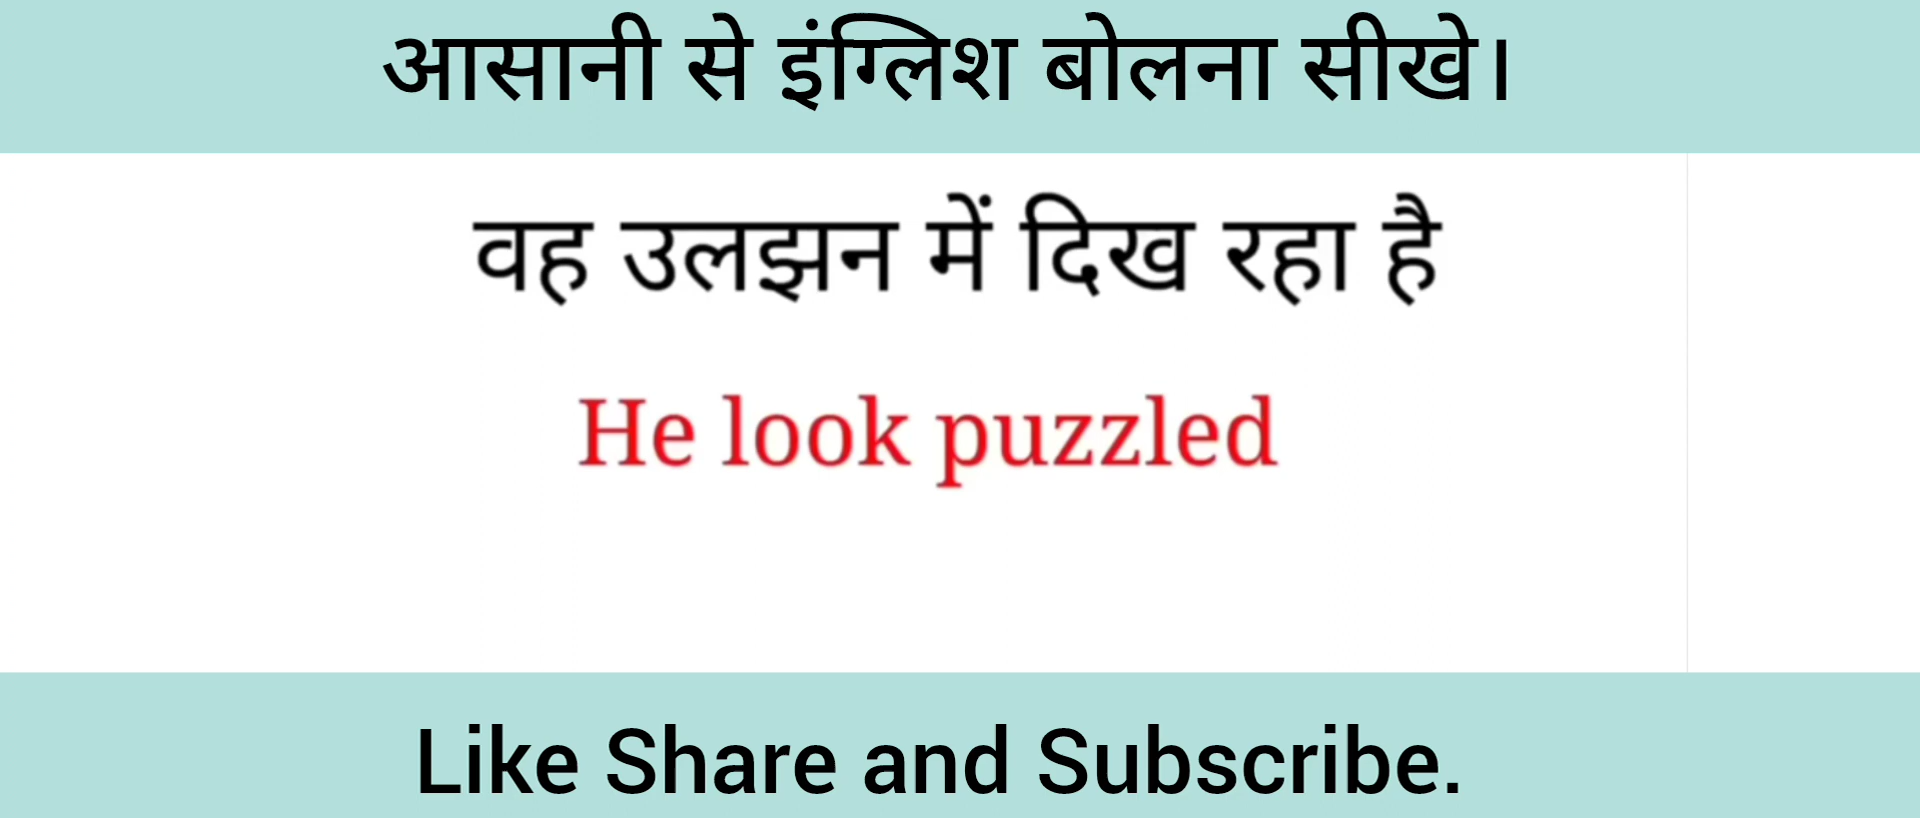 आसानी से इंग्लिश बोलना सीखे।
वह उलझन में दिख रहा है
He look puzzled
Like Share and Subscribe.